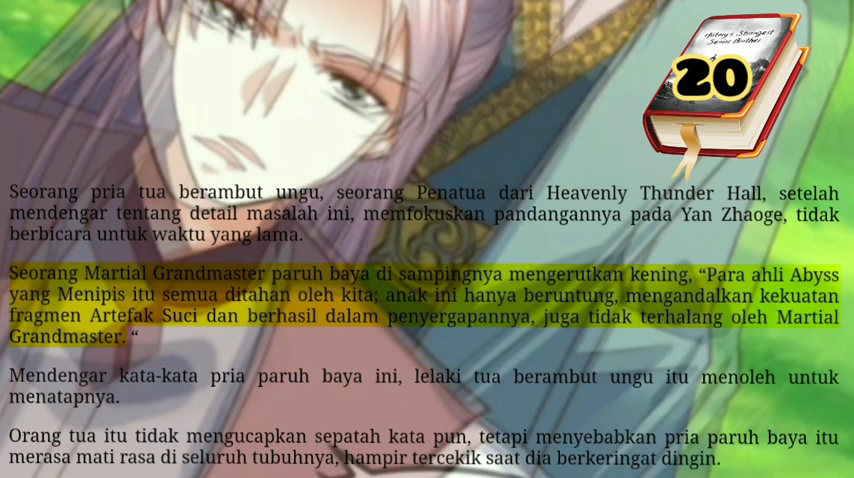 History's Strongest
Senior Brother
20
Seorang pria tua berambut ungu, seorang Penatua dari Heavenly Thunder Hall, setelah
mendengar tentang detail masalah ini, memfokuskan pandangannya pada Yan Zhaoge, tidak
berbicara untuk waktu yang lama.
Seorang Martial Grandmaster paruh baya di sampingnya mengerutkan kening, “Para ahli Abyss
yang Menipis itu semua ditahan oleh kita; anak ini hanya beruntung, mengandalkan kekuatan
fragmen Artefak Suci dan berhasil dalam penyergapannya, juga tidak terhalang oleh Martial
Grandmaster. “
Mendengar kata-kata pria paruh baya ini, lelaki tua berambut ungu itu menoleh untuk
menatapnya.
Orang tua itu tidak mengucapkan sepatah kata pun, tetapi menyebabkan pria paruh baya itu
merasa mati rasa di seluruh tubuhnya, hampir tercekik saat dia berkeringat dingin.